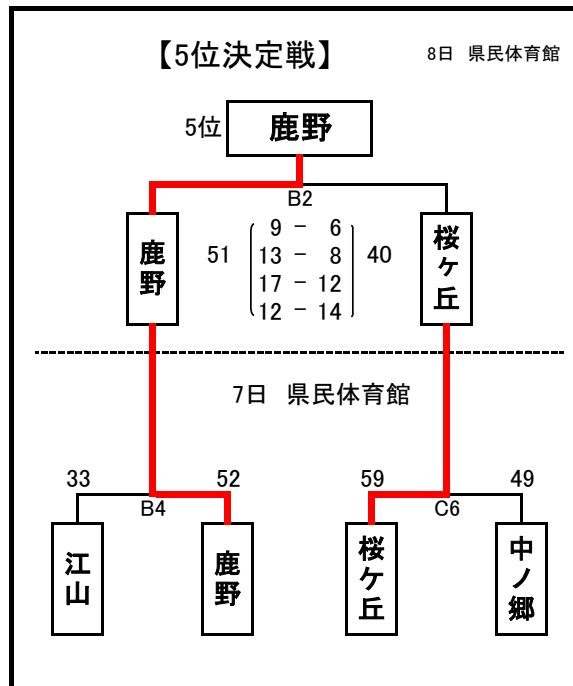 【5位決定戦】
8日 県民体育館
5位 鹿野
B2
鹿野
51
9 - 6
13 - 8
17 - 12
12 - 14
40
桜ヶ丘
7日 県民体育館
33 52 59 49
B4 C6
江山
鹿野
桜ケ丘
中ノ郷